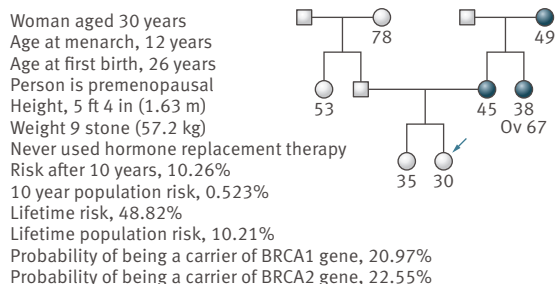 Woman aged 30 years
Age at menarch, 12 years
Age at first birth, 26 years
Person is premenopausal
Height, 5 ft 4 in (1.63 m)
Weight 9 stone (57.2 kg)
Never used hormone replacement therapy
Risk after 10 years, 10.26%
10 year population risk, 0.523%
Lifetime risk, 48.82%
Lifetime population risk, 10.21%
Probability of being a carrier of BRCA1 gene, 20.97%
Probability of being a carrier of BRCA2 gene, 22.55%
78
49
53
45
38
Ov 67
35
30